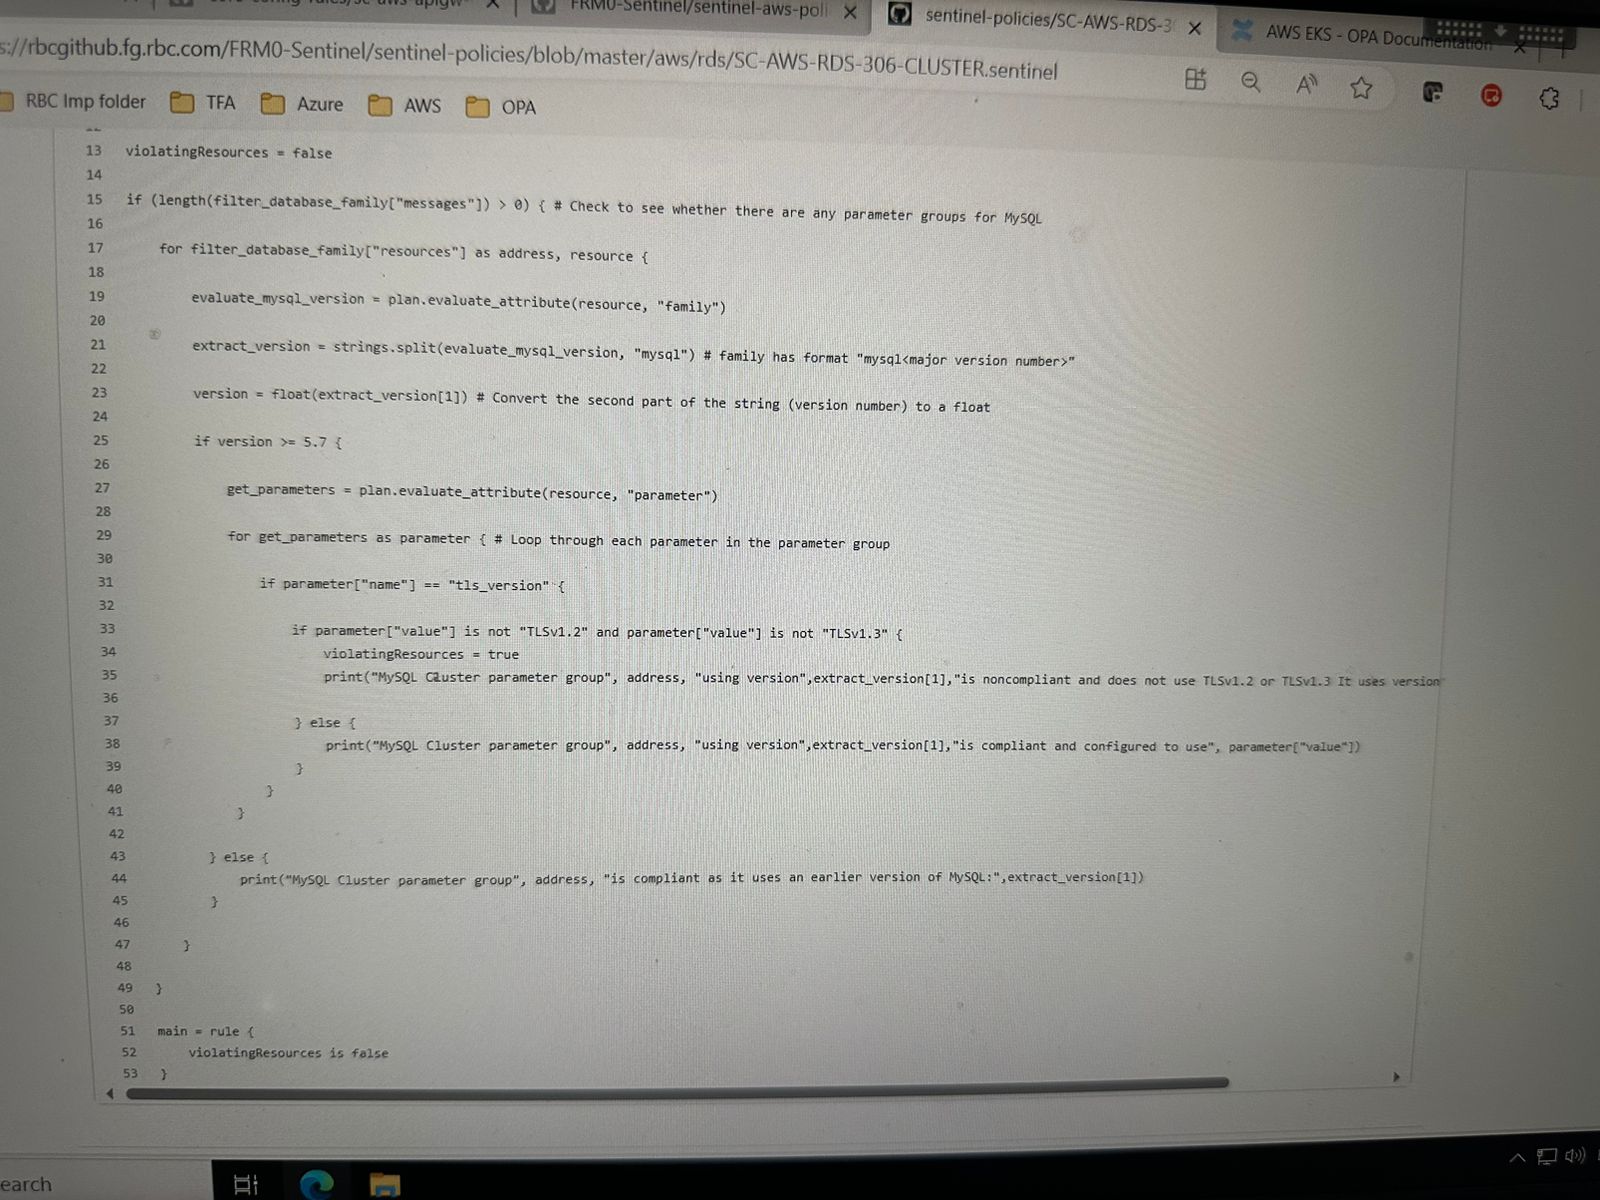 FRM0-Sentinel/sentinel-aws-poli
sentinel-policies/SC-AWS-RDS-3
AWS EKS - OPA Documentation
s://rbcgithub.fg.rbc.com/FRM0-Sentinel/sentinel-policies/blob/master/aws/rds/SC-AWS-RDS-306-CLUSTER.sentinel
RBC Imp folder TFA Azure AWS OPA
13 violatingResources = false
14
15 if (length(filter_database_family["messages"]) > 0) { # Check to see whether there are any parameter groups for MySQL
16
17 for filter_database_family["resources"] as address, resource {
18
19 evaluate_mysql_version = plan.evaluate_attribute(resource, "family")
20
21 extract_version = strings.split(evaluate_mysql_version, "mysql") # family has format "mysql<major version number>"
22
23 version = float(extract_version[1]) # Convert the second part of the string (version number) to a float
24
25 if version >= 5.7 {
26
27 get_parameters = plan.evaluate_attribute(resource, "parameter")
28
29 for get_parameters as parameter { # Loop through each parameter in the parameter group
30
31 if parameter["name"] == "tls_version" {
32
33 if parameter["value"] is not "TLSv1.2" and parameter["value"] is not "TLSv1.3" {
34 violatingResources = true
35 print("MySQL Cluster parameter group", address, "using version",extract_version[1],"is noncompliant and does not use TLSv1.2 or TLSv1.3 It uses version
36
37 } else {
38 print("MySQL Cluster parameter group", address, "using version",extract_version[1],"is compliant and configured to use", parameter["value"])
39 }
40 }
41 }
42
43 } else {
44 print("MySQL Cluster parameter group", address, "is compliant as it uses an earlier version of MySQL:",extract_version[1])
45 }
46
47 }
48
49 }
50
51 main = rule {
52 violatingResources is false
53 }
earch